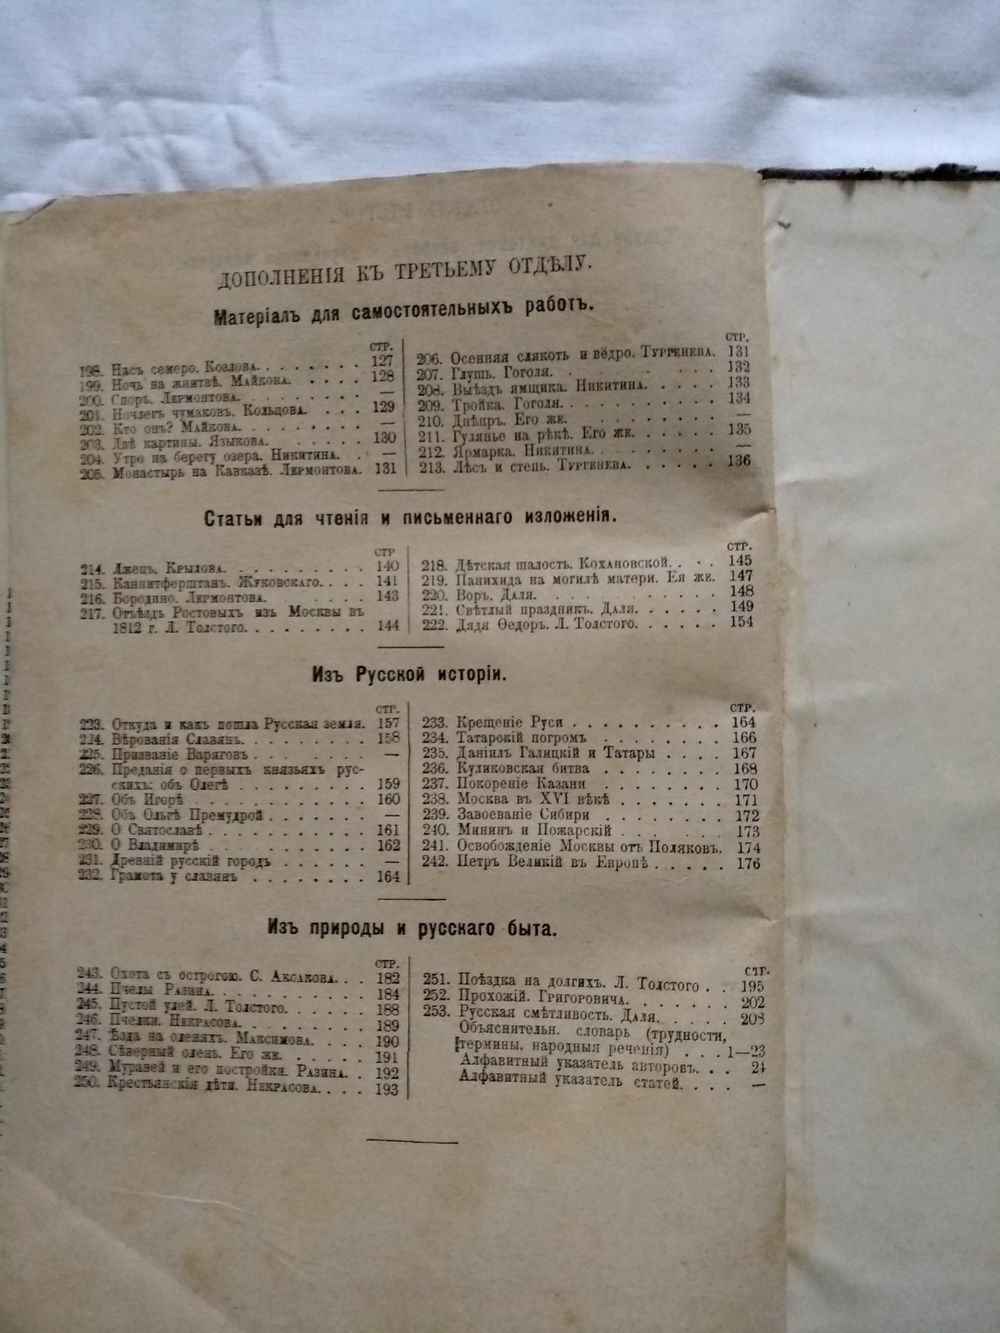 ДОПОЛНЕНІЯ КЪ ТРЕТЬЕМУ ОТДѢЛУ.
Матеріалъ для самостоятельныхъ работъ.
СТР.
198. Насъ семеро. Козлова. . . . . . . . 127
199. Ночь на жнитвѣ. Майкова. . . . . 128
200. Споръ. Лермонтова. . . . . . . . . —
201. Ночлегъ чумаковъ. Кольцова. . . . 129
202. Кто онъ? Майкова. . . . . . . . . —
203. Двѣ картины. Языкова. . . . . . . 130
204. Утро на берегу озера. Никитина. . . —
205. Монастырь на Кавказѣ. Лермонтова. 131
СТР.
206. Осенняя слякоть и вёдро. Тургенева. 131
207. Глушь. Гоголя. . . . . . 132
208. Выѣздъ ямщика. Никитина. . . . . . 133
209. Тройка. Гоголя. . . . . . . . . . . 134
210. Днѣпръ. Его же. . . . . . . . . . —
211. Гулянье на рѣкѣ. Его же. . . . . . 135
212. Ярмарка. Никитина. . . . . . . . —
213. Лѣсъ и степь. Тургенева. . . . . . 136
Статьи для чтенія и письменнаго изложенія.
СТР
214. Лжецъ. Крылова. . . . . . . . . . 140
215. Каннитферштан. Жуковскаго. . . . 141
216. Бородино. Лермонтова. . . . . . 143
217. Отъѣздъ Ростовыхъ изъ Москвы въ
1812 г. Л. Толстого. . . . . . . . . 144
СТР.
218. Дѣтская шалость. Кохановской. . . . 145
219. Панихида на могилѣ матери. Ея же. 147
220. Воръ. Даля. . . . . . . . . . . 148
221. Свѣтлый праздникъ. Даля. . . . . . 149
222. Дядя Ѳедоръ. Л. Толстого. . . . . . 154
Изъ Русской исторіи.
СТР.
223. Откуда и какъ пошла Русская земля. 157
224. Вѣрованія Славянъ. . . . . . . . . 158
225. Призваніе Варяговъ . . . . . . . . —
226. Преданія о первыхъ князьяхъ рус-
скихъ: объ Олегѣ . . . . . . . . . 159
227. Объ Игорѣ . . . . . . . . . . . 160
228. Объ Ольгѣ Премудрой . . . . . . . —
229. О Святославѣ . . . . . . . . . . . 161
230. О Владимирѣ . . . . . . . . . . . 162
231. Древній русскій городъ . . . . . . —
232. Грамота у славянъ . . . . . . . . 164
СТР.
233. Крещеніе Руси . . . . . . . . . . 164
234. Татарскій погромъ . . . . . . . . 166
235. Даніилъ Галицкій и Татары . . . . 167
236. Куликовская битва . . . . . . . . 168
237. Покореніе Казани . . . . . . . . 170
238. Москва въ XVI вѣкѣ . . . . . . . 171
239. Завоеваніе Сибири . . . . . . . . 172
240. Мининъ и Пожарскій . . . . . . . 173
241. Освобожденіе Москвы отъ Поляковъ. 174
242. Петръ Великій въ Европѣ . . . . . 176
Изъ природы и русскаго быта.
СТР.
243. Охота съ острогою. С. Аксакова. . . 182
244. Пчелы Разина. . . . . . . . . . . 184
245. Пустой улей. Л. Толстого. . . . . . 188
246. Пчелки. Некрасова. . . . . . . . . 189
247. Ѣзда на оленяхъ. Максимова. . . . 190
248. Сѣверный олень. Его же. . . . . . 191
249. Муравей и его постройки. Разина. . 192
250. Крестьянскія дѣти. Некрасова. . . . 193
СТР.
251. Поѣздка на долгихъ. Л. Толстого . . 195
252. Прохожій. Григоровича. . . . . . . 202
253. Русская смѣтливость. Даля. . . . . 208
Объяснительн. словарь (трудности,
термины, народныя реченія) . . . 1—23
Алфавитный указатель авторовъ. . . 24
Алфавитный указатель статей. . . . —